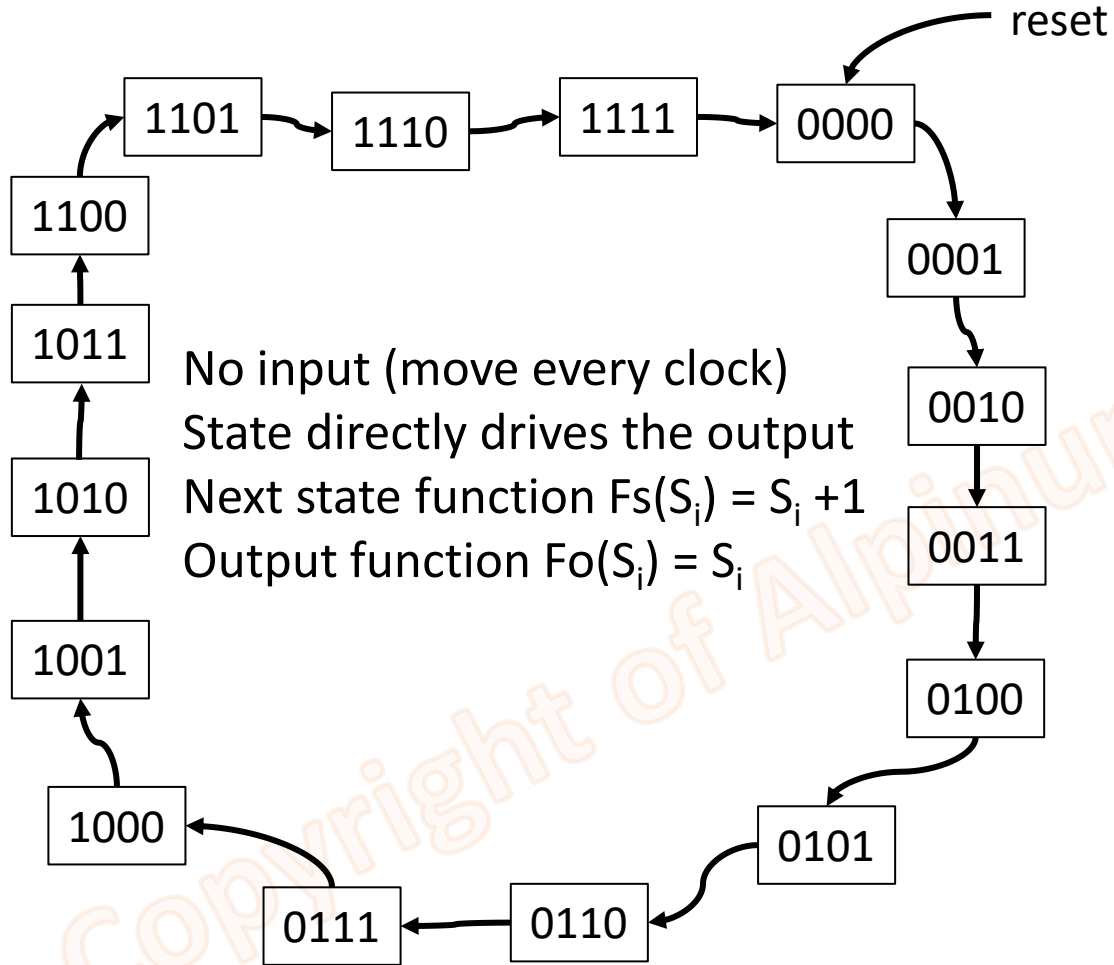 reset
0000
0001
0010
0011
0100
0101
0110
0111
1000
1001
1010
1011
1100
1101
1110
1111
No input (move every clock)
State directly drives the output
Next state function Fs(Sᵢ) = Sᵢ +1
Output function Fo(Sᵢ) = Sᵢ
Copyright of